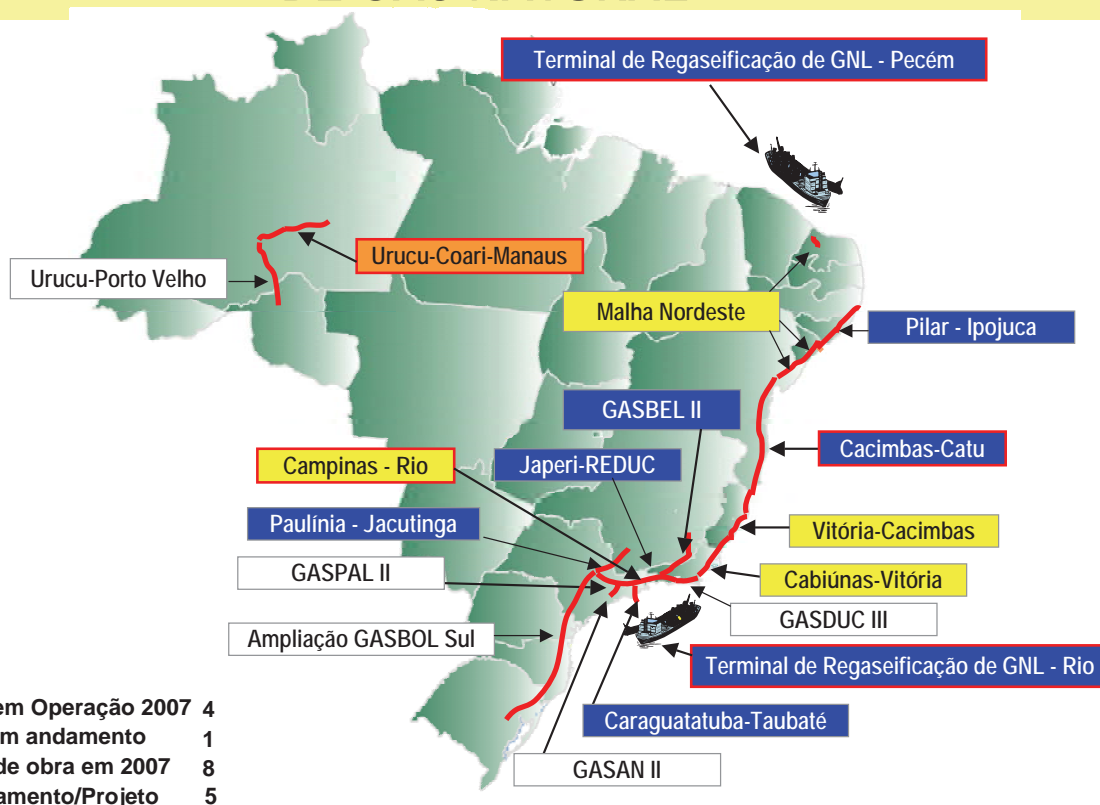 Terminal de Regaseificação de GNL - Pecém
Urucu-Coari-Manaus
Urucu-Porto Velho
Malha Nordeste
Pilar - Ipojuca
GASBEL II
Cacimbas-Catu
Campinas - Rio
Japeri-REDUC
Paulínia - Jacutinga
Vitória-Cacimbas
GASPAL II
Cabiúnas-Vitória
GASDUC III
Ampliação GASBOL Sul
Terminal de Regaseificação de GNL - Rio
Caraguatatuba-Taubaté
GASAN II
em Operação 2007 4
m andamento 1
de obra em 2007 8
amento/Projeto 5